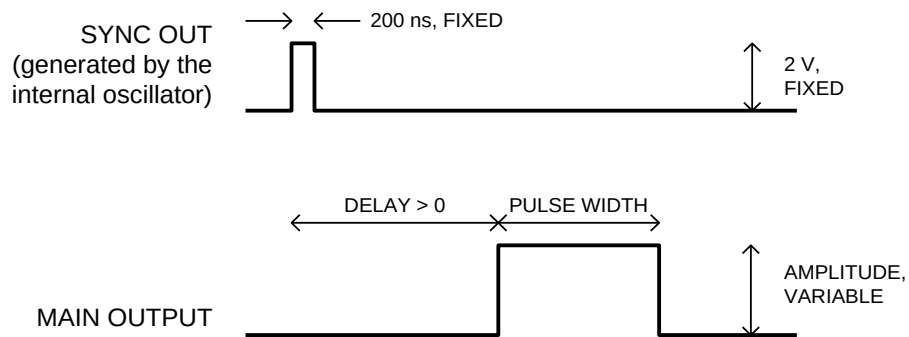 200 ns, FIXED
SYNC OUT
(generated by the
internal oscillator)
2 V,
FIXED
DELAY > 0
PULSE WIDTH
AMPLITUDE,
VARIABLE
MAIN OUTPUT